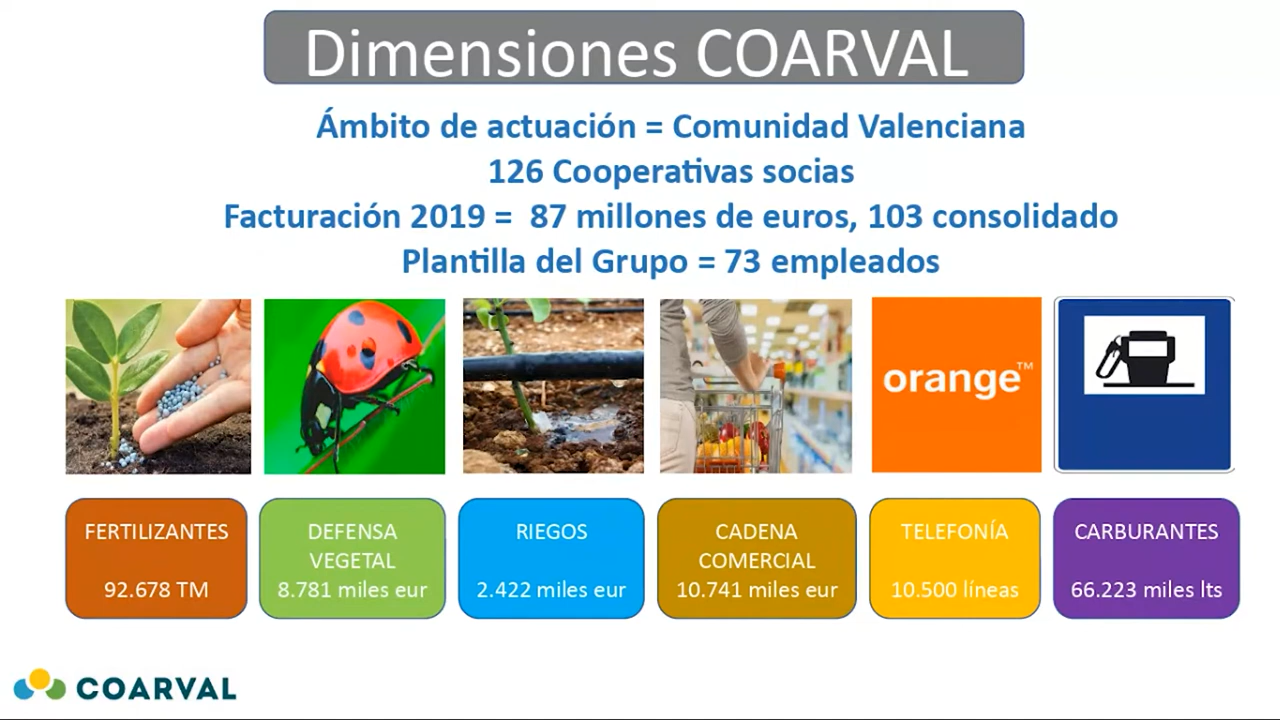 Dimensiones COARVAL
Ámbito de actuación = Comunidad Valenciana
126 Cooperativas socias
Facturación 2019 = 87 millones de euros, 103 consolidado
Plantilla del Grupo = 73 empleados
orange™
FERTILIZANTES
92.678 TM
DEFENSA
VEGETAL
8.781 miles eur
RIEGOS
2.422 miles eur
CADENA
COMERCIAL
10.741 miles eur
TELEFONÍA
10.500 líneas
CARBURANTES
66.223 miles lts
COARVAL